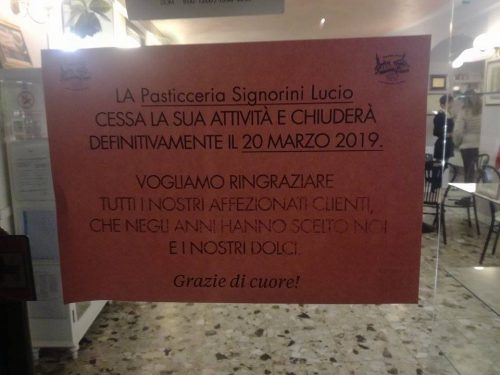 LA Pasticceria Signorini Lucio
CESSA LA SUA ATTIVITÀ E CHIUDERÀ
DEFINITIVAMENTE IL 20 MARZO 2019.
VOGLIAMO RINGRAZIARE
TUTTI I NOSTRI AFFEZIONATI CLIENTI,
CHE NEGLI ANNI HANNO SCELTO NOI
E I NOSTRI DOLCI.
Grazie di cuore!